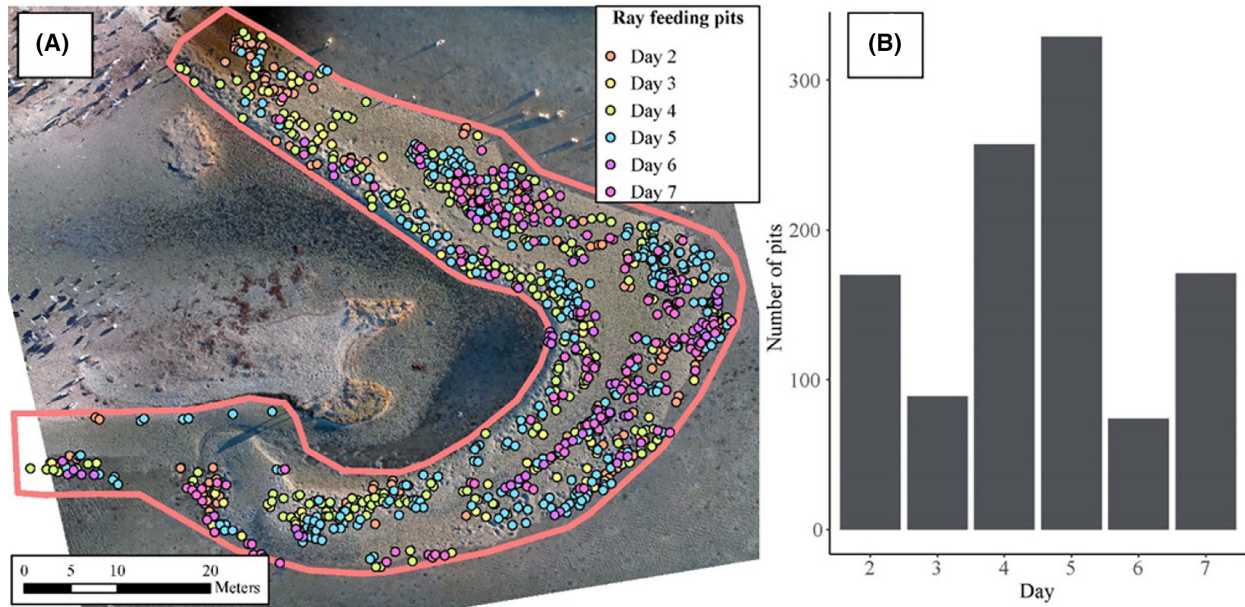 (A)
Ray feeding pits
Day 2
Day 3
Day 4
Day 5
Day 6
Day 7
0 5 10 20
Meters
(B)
Number of pits
300
200
100
0
2 3 4 5 6 7
Day